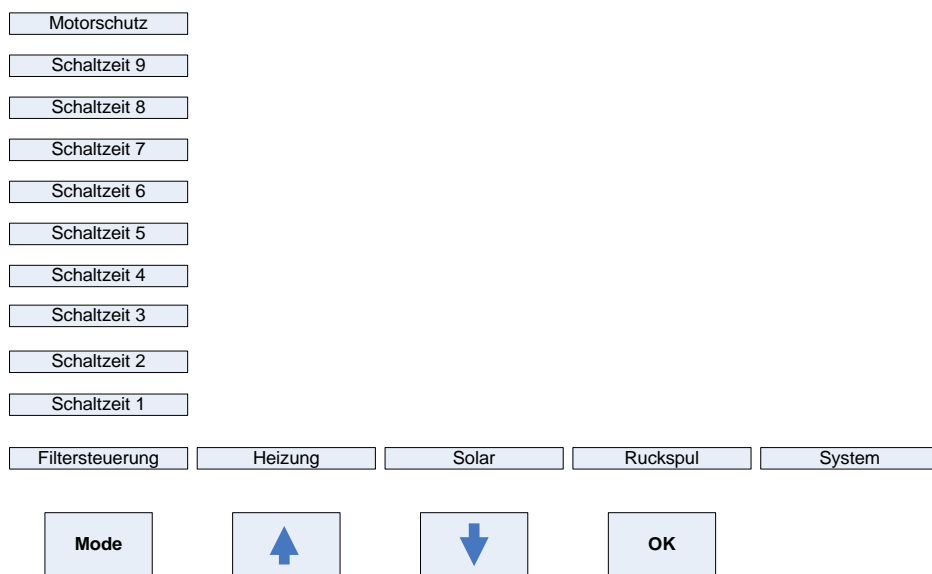 Motorschutz
Schaltzeit 9
Schaltzeit 8
Schaltzeit 7
Schaltzeit 6
Schaltzeit 5
Schaltzeit 4
Schaltzeit 3
Schaltzeit 2
Schaltzeit 1
Filtersteuerung Heizung Solar Ruckspul System
Mode OK